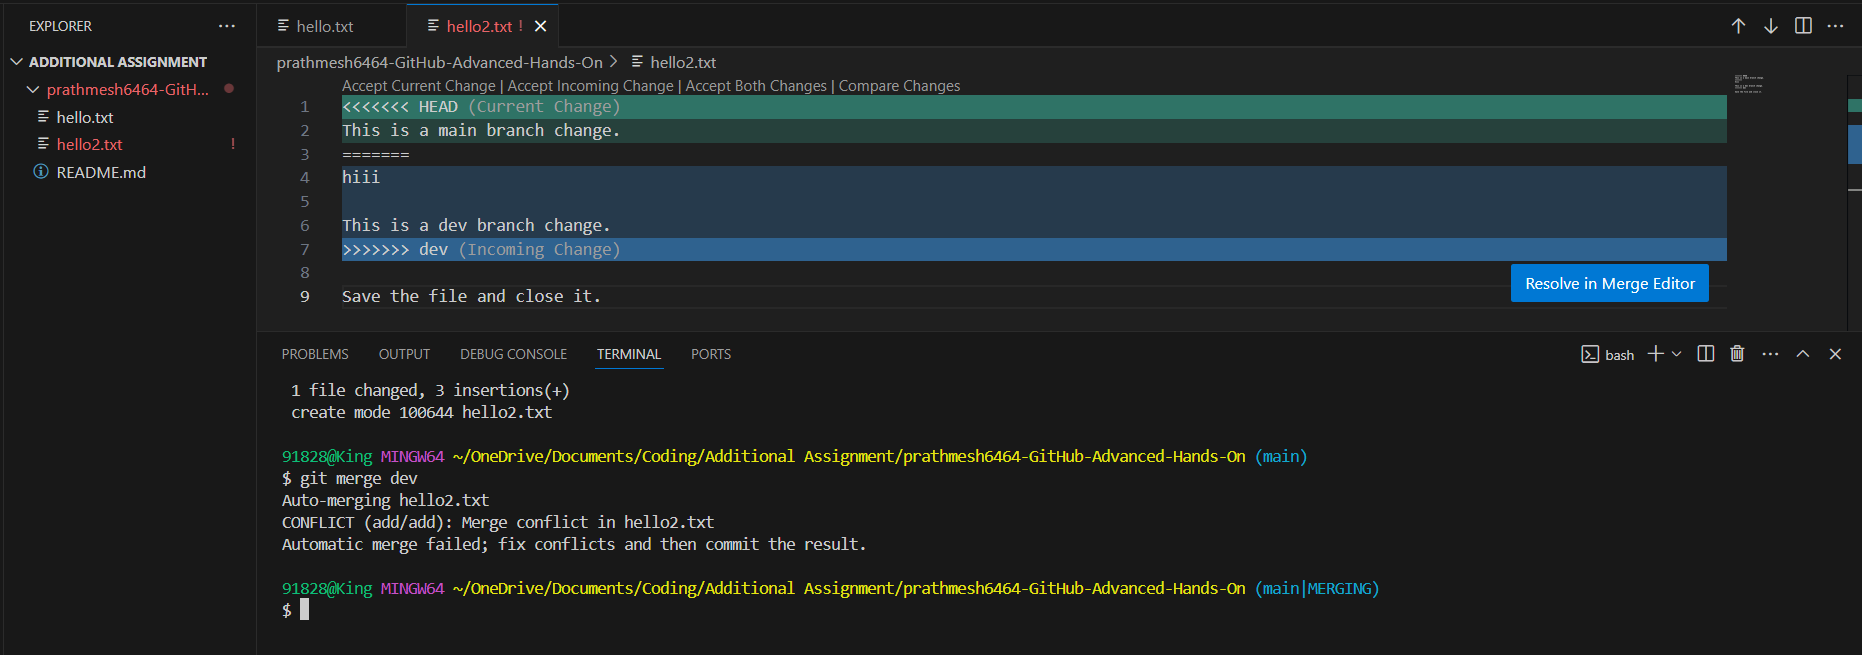 EXPLORER ···
ADDITIONAL ASSIGNMENT
prathmesh6464-GitH...
hello.txt
hello2.txt !
README.md
hello.txt
hello2.txt !
prathmesh6464-GitHub-Advanced-Hands-On > hello2.txt
Accept Current Change | Accept Incoming Change | Accept Both Changes | Compare Changes
1 <<<<<<< HEAD (Current Change)
2 This is a main branch change.
3 =======
4 hiii
5
6 This is a dev branch change.
7 >>>>>>> dev (Incoming Change)
8
9 Save the file and close it.
Resolve in Merge Editor
PROBLEMS OUTPUT DEBUG CONSOLE TERMINAL PORTS
bash
1 file changed, 3 insertions(+)
create mode 100644 hello2.txt
91828@King MINGW64 ~/OneDrive/Documents/Coding/Additional Assignment/prathmesh6464-GitHub-Advanced-Hands-On (main)
$ git merge dev
Auto-merging hello2.txt
CONFLICT (add/add): Merge conflict in hello2.txt
Automatic merge failed; fix conflicts and then commit the result.
91828@King MINGW64 ~/OneDrive/Documents/Coding/Additional Assignment/prathmesh6464-GitHub-Advanced-Hands-On (main|MERGING)
$